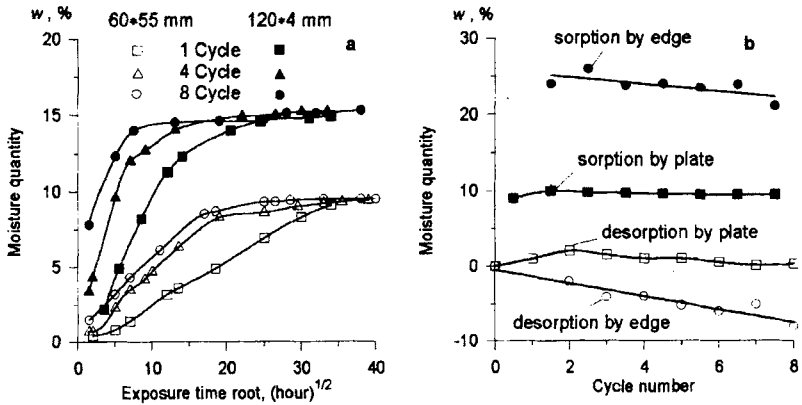 w, %
60*55 mm 120*4 mm
20
15
10
5
0
a
1 Cycle
4 Cycle
8 Cycle
Moisture quantity
0 10 20 30 40
Exposure time root, (hour)1/2
w, %
30
20
10
0
-10
b
sorption by edge
sorption by plate
desorption by plate
desorption by edge
Moisture quantity
0 2 4 6 8
Cycle number